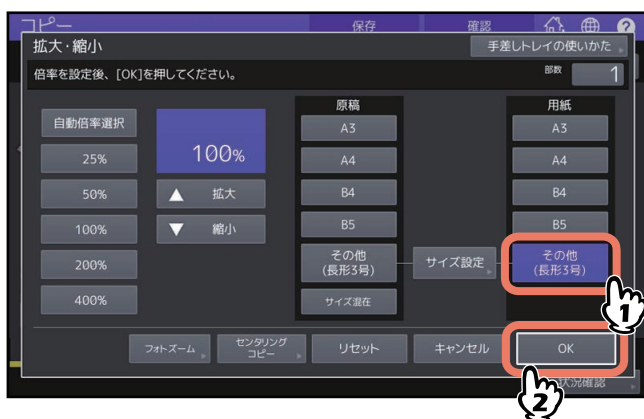 コピー
保存
確認
?
拡大・縮小
手差しトレイの使いかた
倍率を設定後、[OK]を押してください。
部数
1
自動倍率選択
25%
50%
100%
200%
400%
100%
拡大
縮小
原稿
A3
A4
B4
B5
その他
(長形3号)
サイズ混在
サイズ設定
用紙
A3
A4
B4
B5
その他
(長形3号)
1
フォトズーム
センタリング
コピー
リセット
キャンセル
OK
2
状況確認